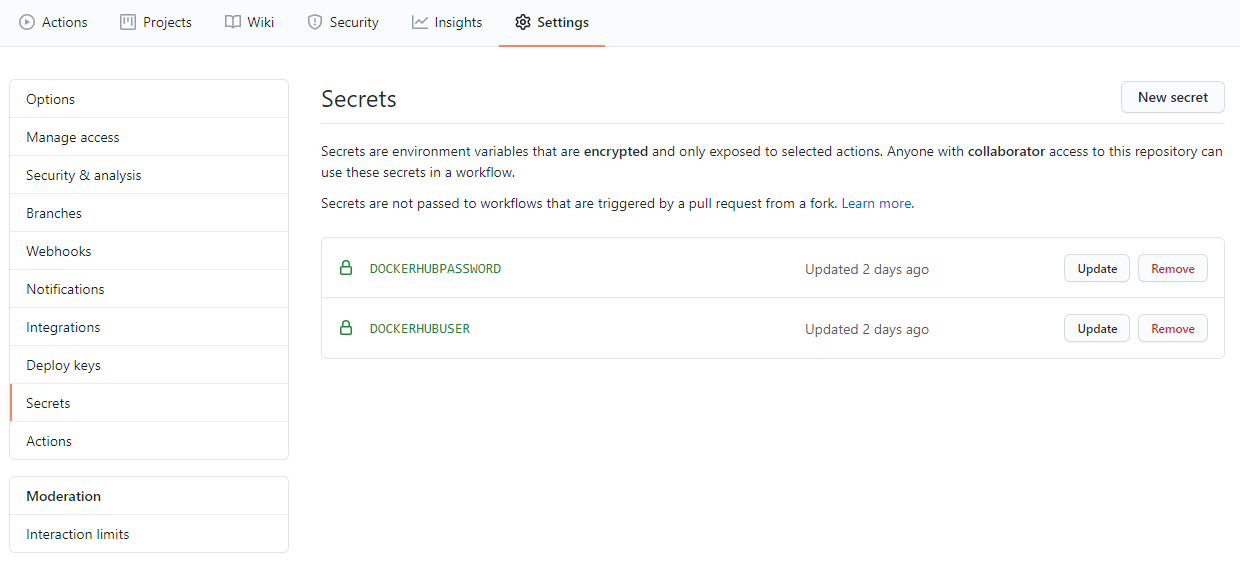 Actions Projects Wiki Security Insights Settings
Options
Manage access
Security & analysis
Branches
Webhooks
Notifications
Integrations
Deploy keys
Secrets
Actions
Moderation
Interaction limits
Secrets New secret
Secrets are environment variables that are encrypted and only exposed to selected actions. Anyone with collaborator access to this repository can
use these secrets in a workflow.
Secrets are not passed to workflows that are triggered by a pull request from a fork. Learn more.
DOCKERHUBPASSWORD Updated 2 days ago Update Remove
DOCKERHUBUSER Updated 2 days ago Update Remove